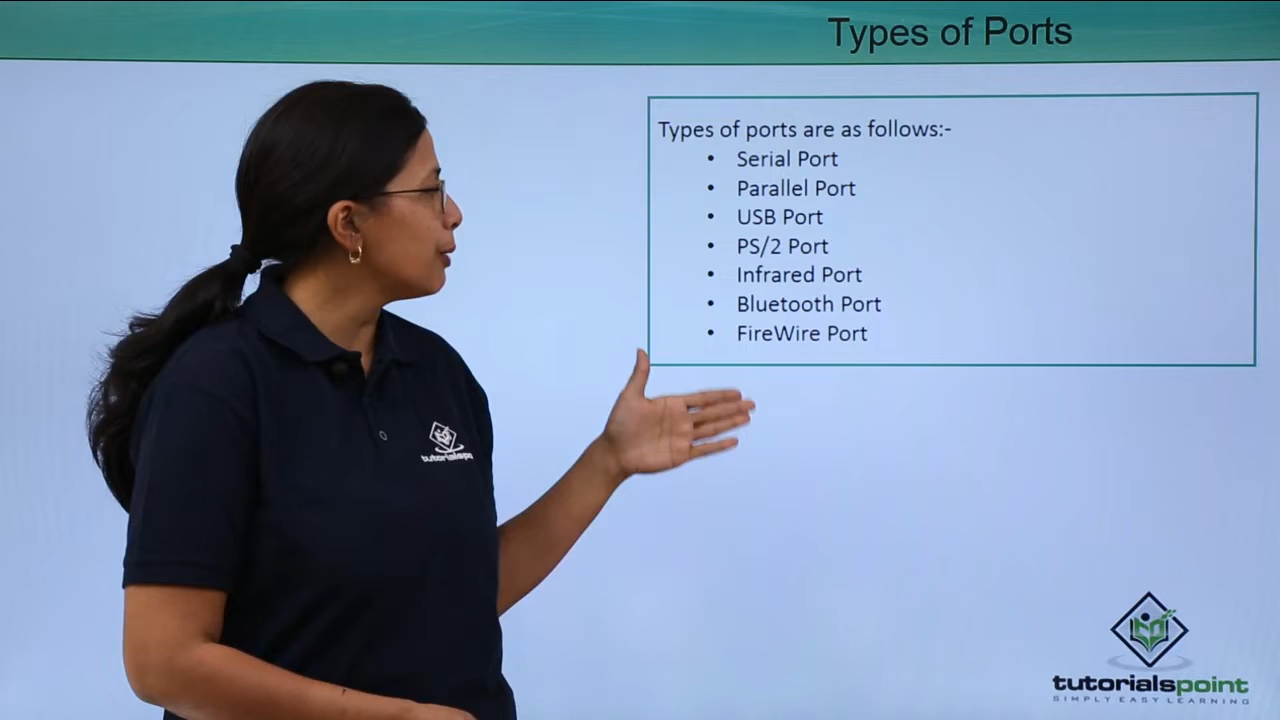 Types of Ports
Types of ports are as follows:-
• Serial Port
• Parallel Port
• USB Port
• PS/2 Port
• Infrared Port
• Bluetooth Port
• FireWire Port
tutorialspo
tutorialspoint
SIMPLY EASY LEARNING